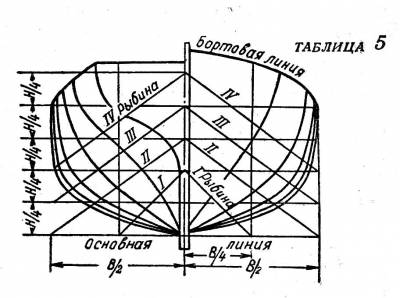 ТАБЛИЦА 5
бортовая линия
IV рыбина
IV
III
III
II
II
I
I рыбина
H/4
H/4
H/4
H/4
H/4
основная линия
B/4
B/2
B/2